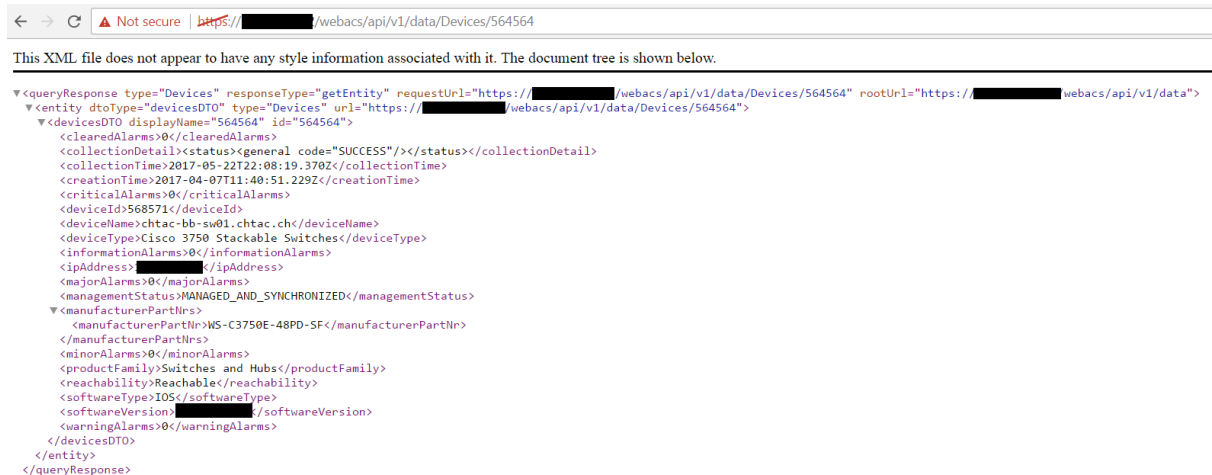 Not secure | https:// /webacs/api/v1/data/Devices/564564
This XML file does not appear to have any style information associated with it. The document tree is shown below.
▼<queryResponse type="Devices" responseType="getEntity" requestUrl="https:// /webacs/api/v1/data/Devices/564564" rootUrl="https:// /webacs/api/v1/data">
▼<entity dtoType="devicesDTO" type="Devices" url="https:// /webacs/api/v1/data/Devices/564564">
▼<devicesDTO displayName="564564" id="564564">
<clearedAlarms>0</clearedAlarms>
<collectionDetail><status><general code="SUCCESS"/></status></collectionDetail>
<collectionTime>2017-05-22T22:08:19.370Z</collectionTime>
<creationTime>2017-04-07T11:40:51.229Z</creationTime>
<criticalAlarms>0</criticalAlarms>
<deviceId>568571</deviceId>
<deviceName>chtac-bb-sw01.chtac.ch</deviceName>
<deviceType>Cisco 3750 Stackable Switches</deviceType>
<informationAlarms>0</informationAlarms>
<ipAddress> </ipAddress>
<majorAlarms>0</majorAlarms>
<managementStatus>MANAGED_AND_SYNCHRONIZED</managementStatus>
▼<manufacturerPartNrs>
<manufacturerPartNr>WS-C3750E-48PD-SF</manufacturerPartNr>
</manufacturerPartNrs>
<minorAlarms>0</minorAlarms>
<productFamily>Switches and Hubs</productFamily>
<reachability>Reachable</reachability>
<softwareType>IOS</softwareType>
<softwareVersion> </softwareVersion>
<warningAlarms>0</warningAlarms>
</devicesDTO>
</entity>
</queryResponse>